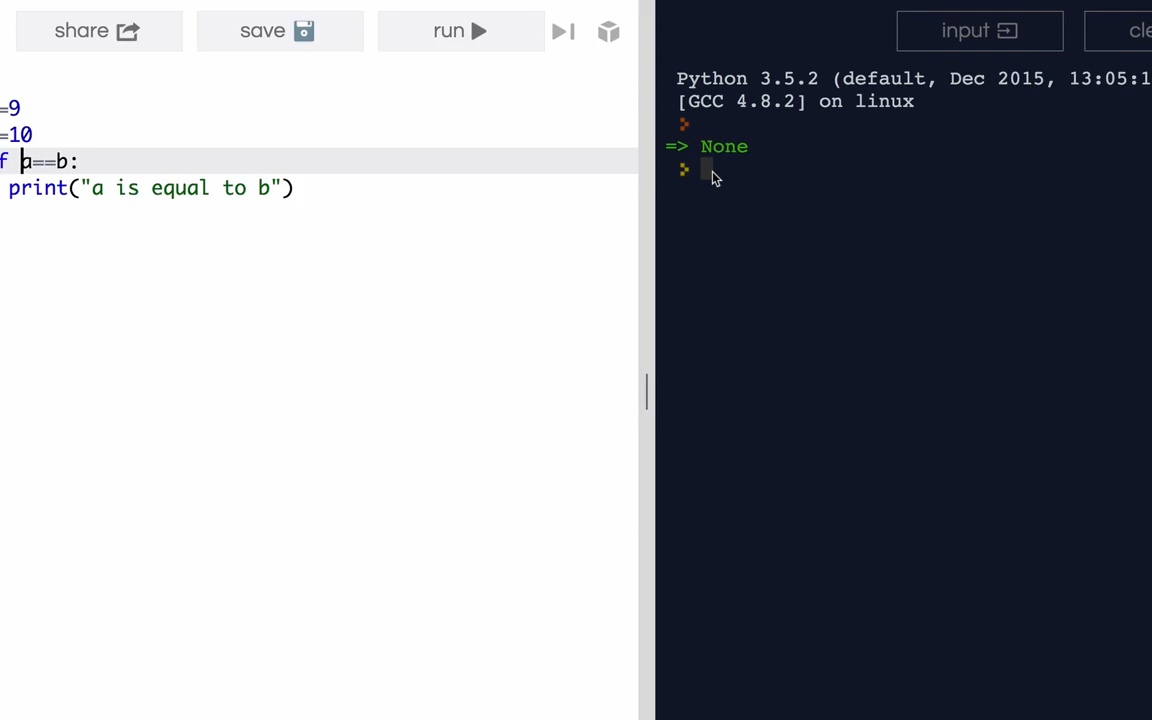 share save run input
=9
=10
f a==b:
print("a is equal to b")
Python 3.5.2 (default, Dec 2015, 13:05:1
[GCC 4.8.2] on linux
=> None